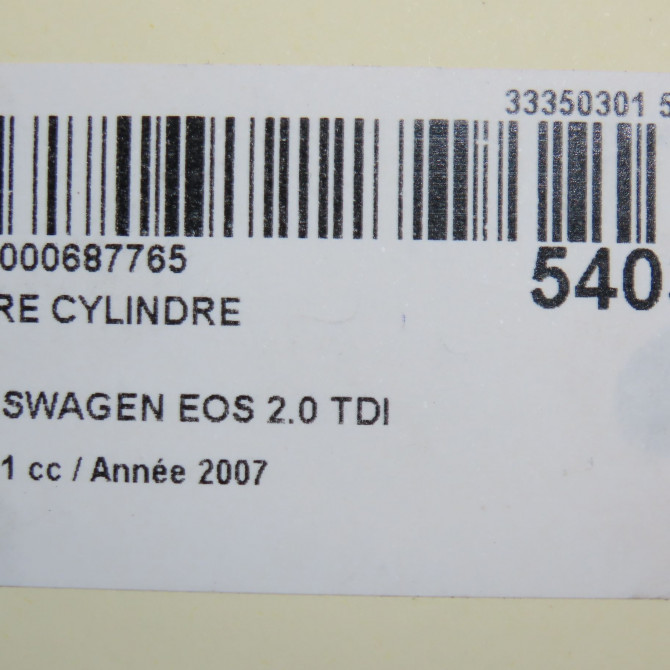 33350301 5
000687765
540
RE CYLINDRE
SWAGEN EOS 2.0 TDI
1 cc / Année 2007